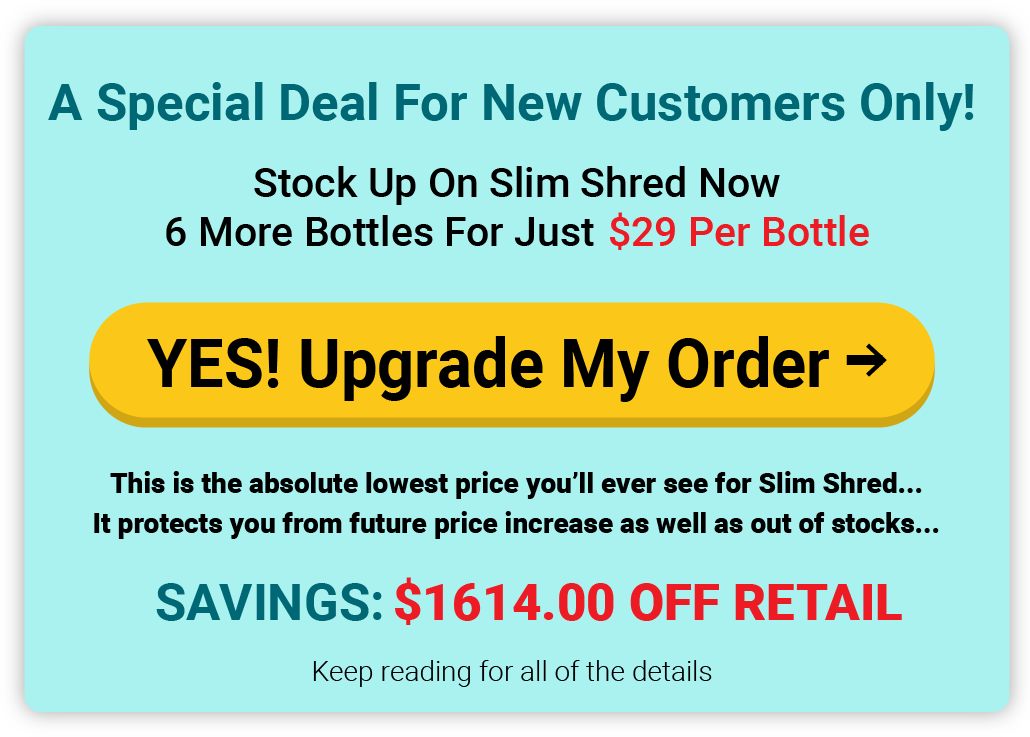 A Special Deal For New Customers Only!
Stock Up On Slim Shred Now
6 More Bottles For Just $29 Per Bottle
YES! Upgrade My Order →
This is the absolute lowest price you’ll ever see for Slim Shred...
It protects you from future price increase as well as out of stocks...
SAVINGS: $1614.00 OFF RETAIL
Keep reading for all of the details